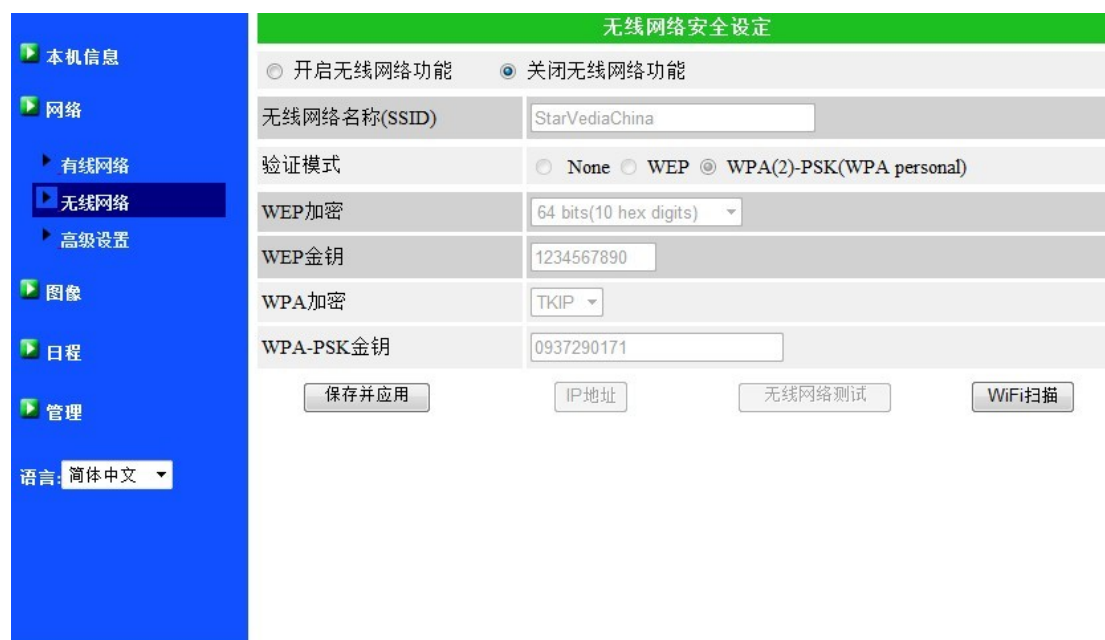 本机信息
网络
有线网络
无线网络
高级设置
图像
日程
管理
语言:简体中文
无线网络安全设定
开启无线网络功能 关闭无线网络功能
无线网络名称(SSID) StarVediaChina
验证模式 None WEP WPA(2)-PSK(WPA personal)
WEP加密 64 bits(10 hex digits)
WEP金钥 1234567890
WPA加密 TKIP
WPA-PSK金钥 0937290171
保存并应用 IP地址 无线网络测试 WiFi扫描